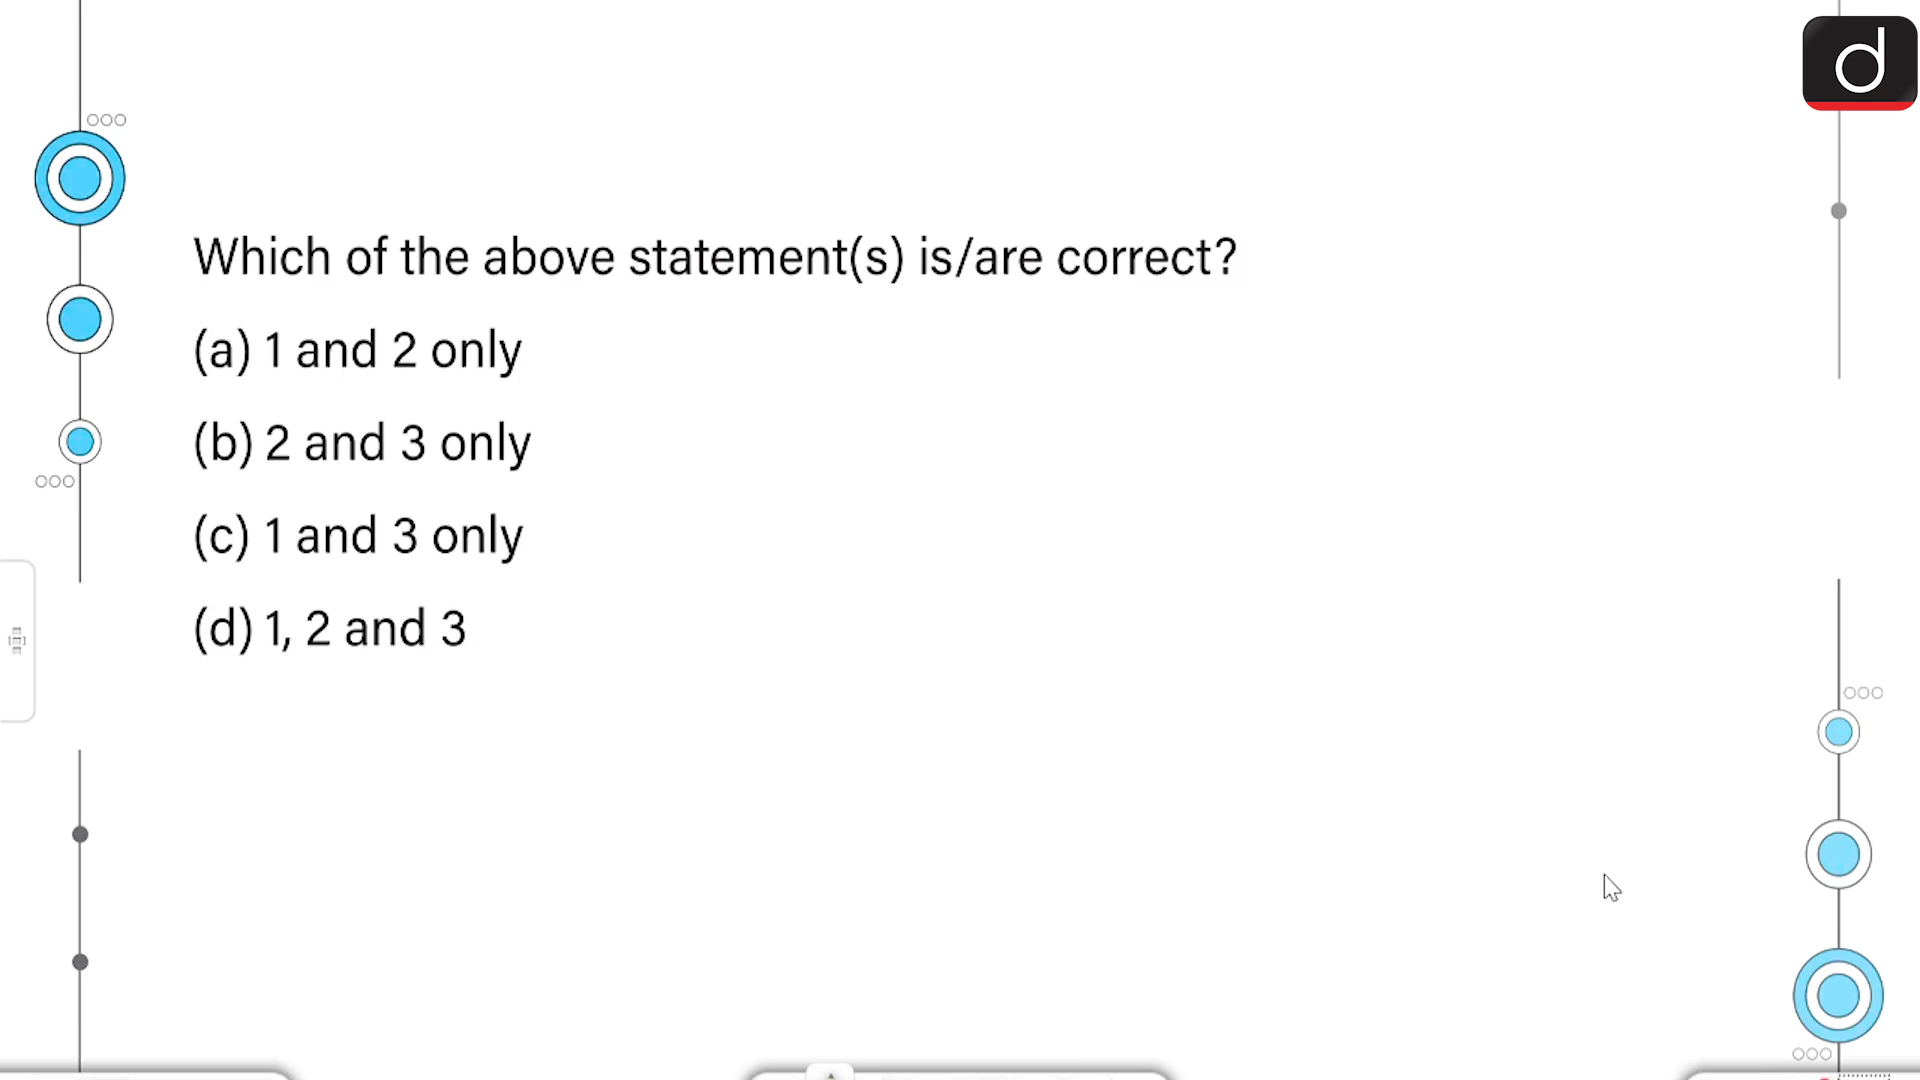 d
Which of the above statement(s) is/are correct?
(a) 1 and 2 only
(b) 2 and 3 only
(c) 1 and 3 only
(d) 1, 2 and 3